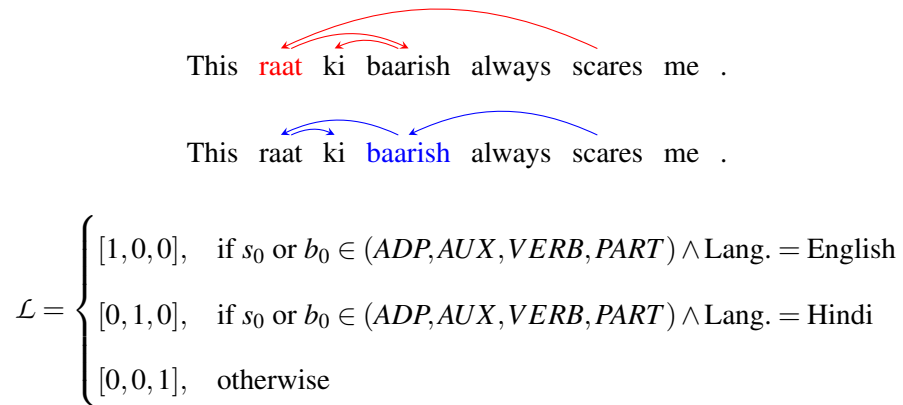 This raat ki baarish always scares me .
This raat ki baarish always scares me .
[1,0,0], if s₀ or b₀ ∈ (ADP,AUX,VERB,PART) ∧ Lang. = English
ℒ = { [0,1,0], if s₀ or b₀ ∈ (ADP,AUX,VERB,PART) ∧ Lang. = Hindi
[0,0,1], otherwise